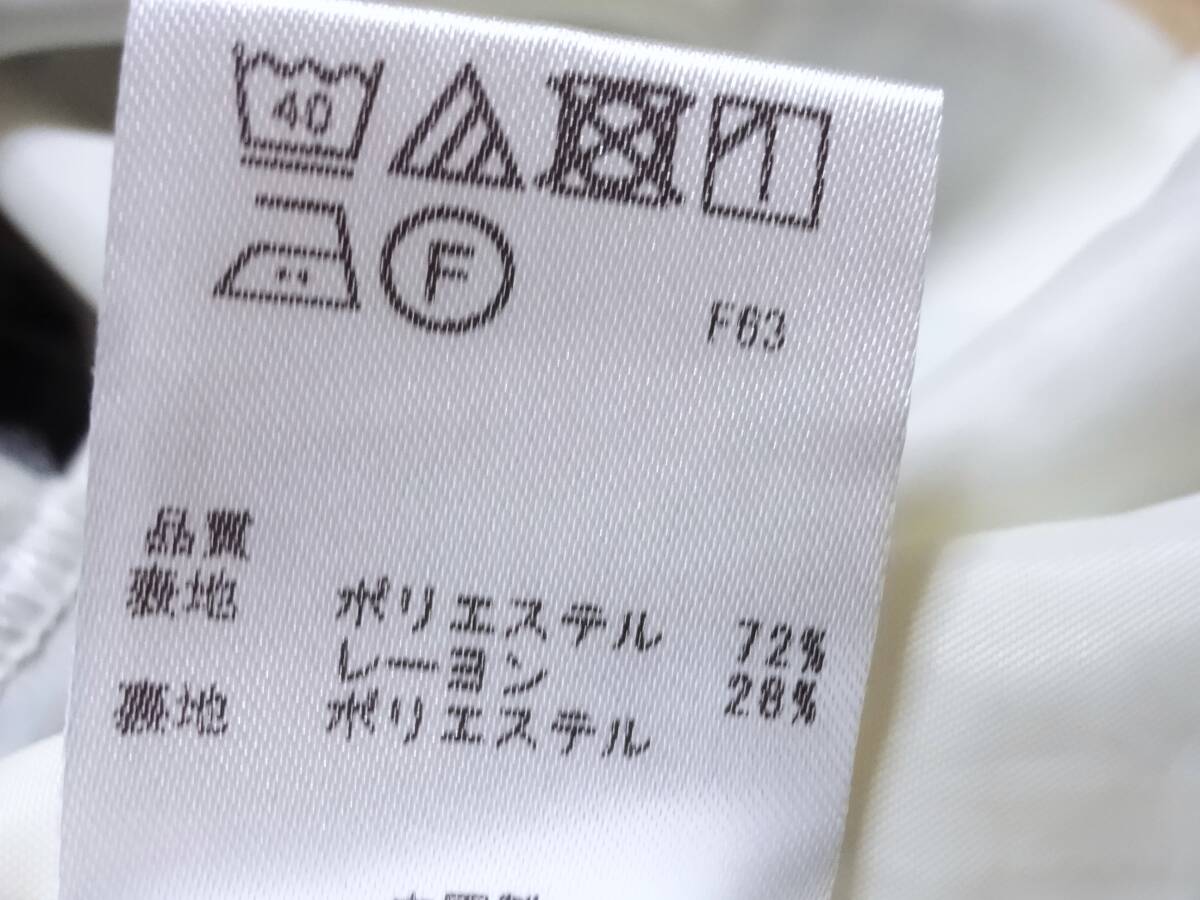 40
F
F63
品質
表地 ポリエステル 72%
レーヨン 28%
裏地 ポリエステル